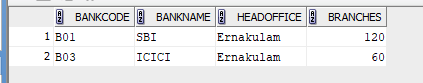 BANKCODE BANKNAME HEADOFFICE BRANCHES
1 B01 SBI Ernakulam 120
2 B03 ICICI Ernakulam 60